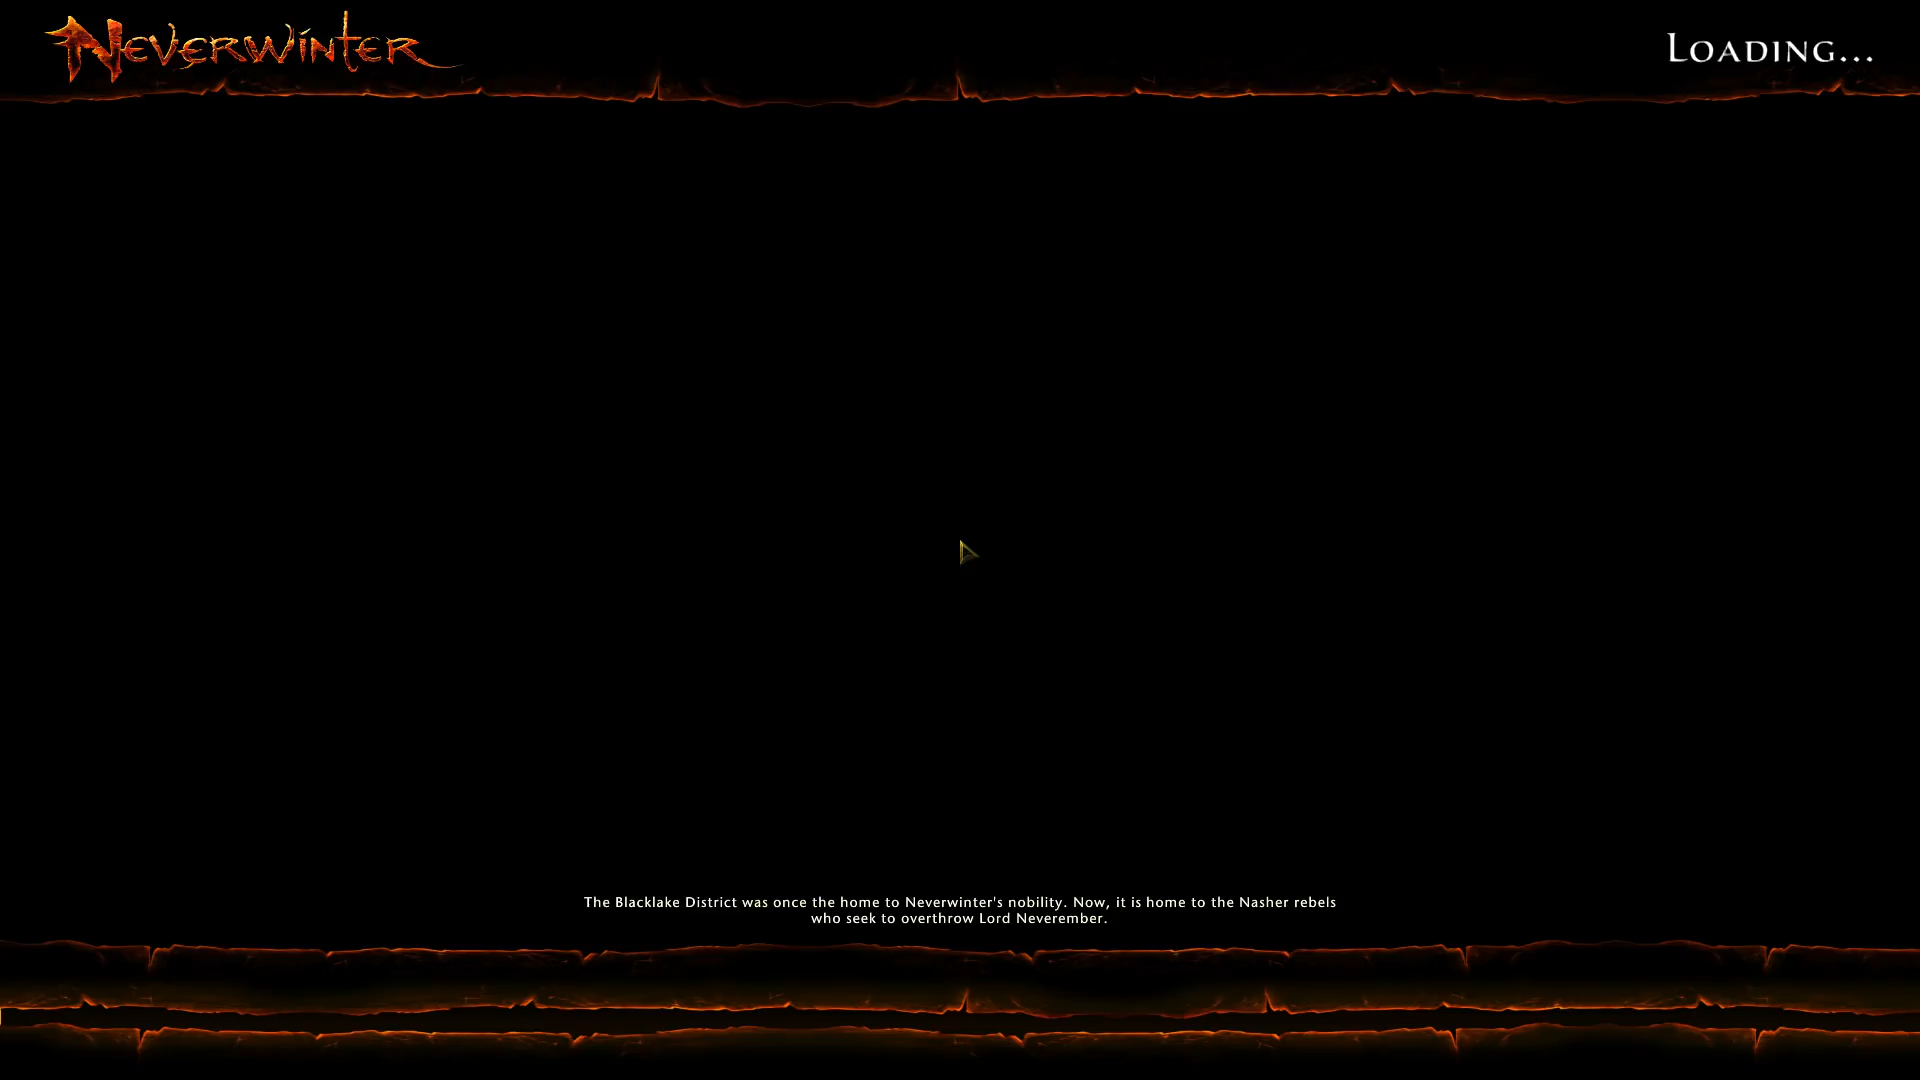 NEVERWINTER
LOADING...
The Blacklake District was once the home to Neverwinter's nobility. Now, it is home to the Nasher rebels
who seek to overthrow Lord Neverember.